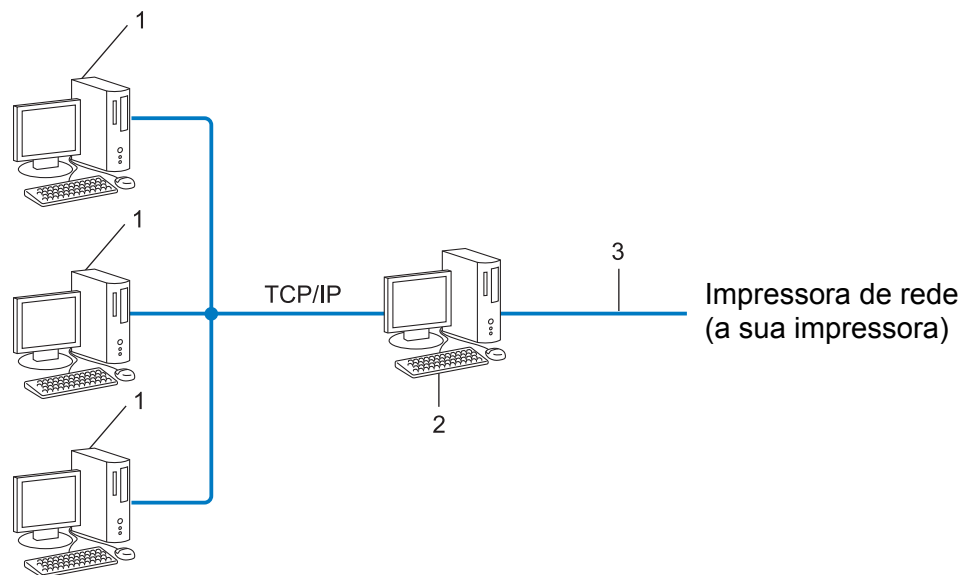 1
1
TCP/IP
3
Impressora de rede
(a sua impressora)
2
1